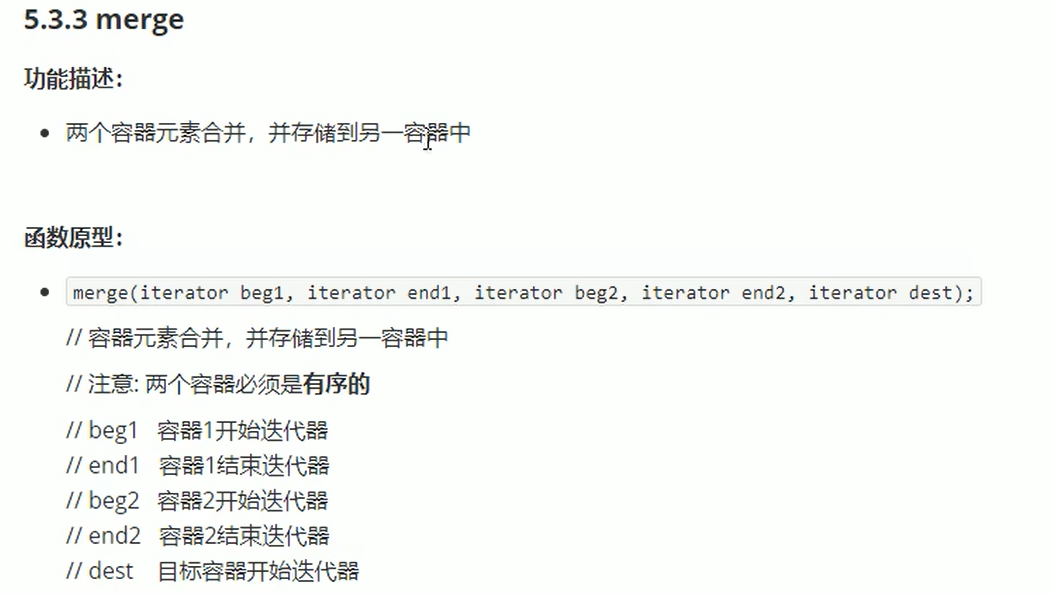 5.3.3 merge
功能描述：
两个容器元素合并，并存储到另一容器中
函数原型：
merge(iterator beg1, iterator end1, iterator beg2, iterator end2, iterator dest);
// 容器元素合并，并存储到另一容器中
// 注意: 两个容器必须是有序的
// beg1 容器1开始迭代器
// end1 容器1结束迭代器
// beg2 容器2开始迭代器
// end2 容器2结束迭代器
// dest 目标容器开始迭代器